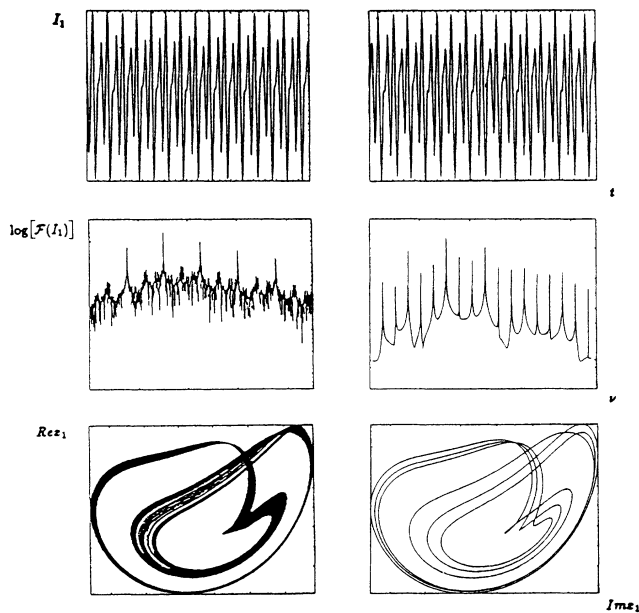 I₁
t
log[𝓕(I₁)]
ν
Rez₁
Imz₁